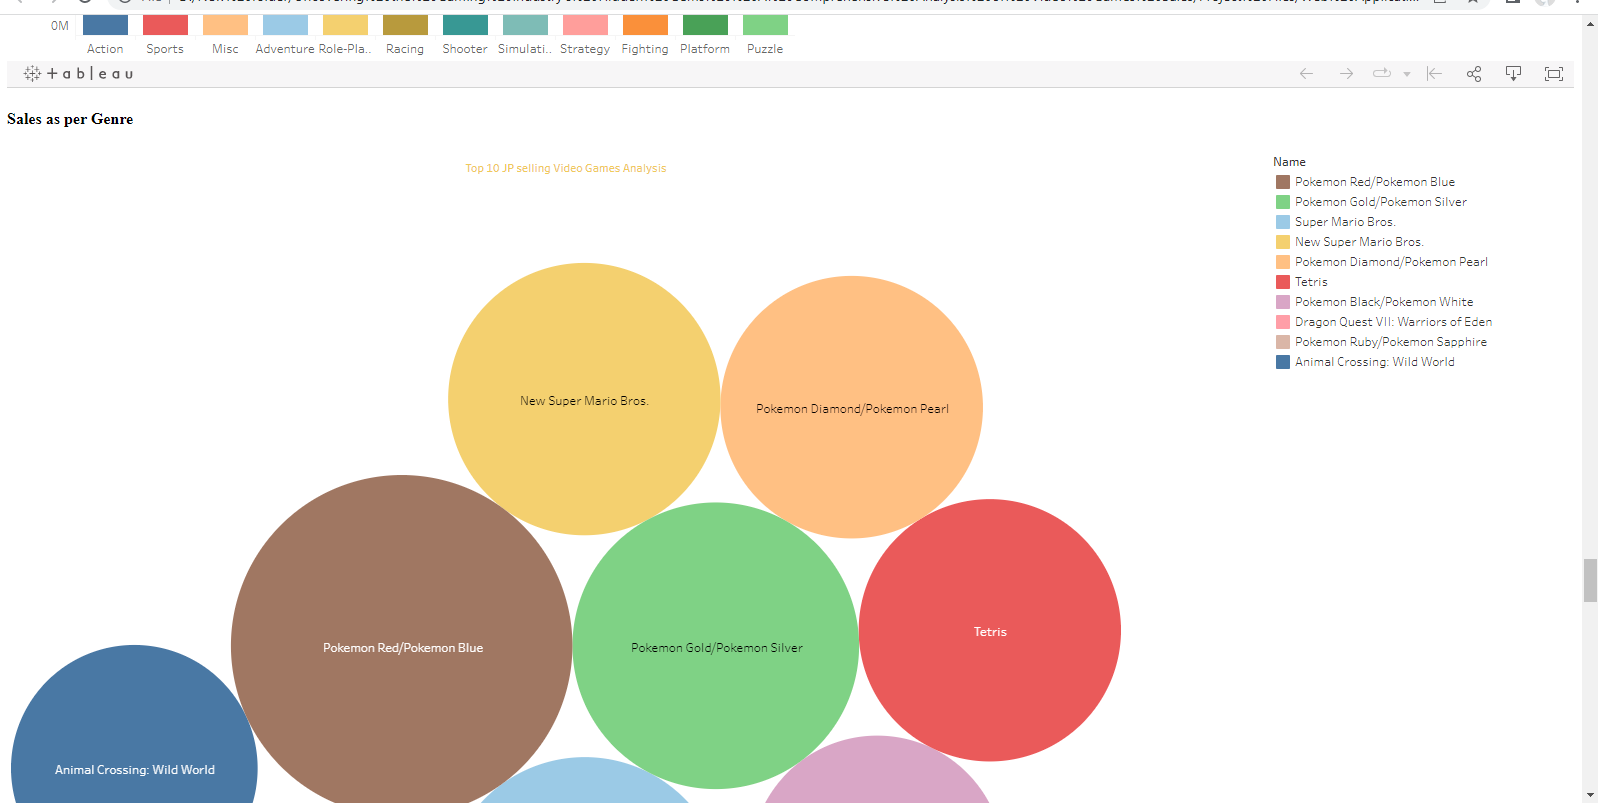 0M
Action Sports Misc Adventure Role-Pla.. Racing Shooter Simulati.. Strategy Fighting Platform Puzzle
+ a b l e a u
Sales as per Genre
Top 10 JP selling Video Games Analysis
Name
Pokemon Red/Pokemon Blue
Pokemon Gold/Pokemon Silver
Super Mario Bros.
New Super Mario Bros.
Pokemon Diamond/Pokemon Pearl
Tetris
Pokemon Black/Pokemon White
Dragon Quest VII: Warriors of Eden
Pokemon Ruby/Pokemon Sapphire
Animal Crossing: Wild World
New Super Mario Bros.
Pokemon Diamond/Pokemon Pearl
Tetris
Pokemon Red/Pokemon Blue
Pokemon Gold/Pokemon Silver
Animal Crossing: Wild World